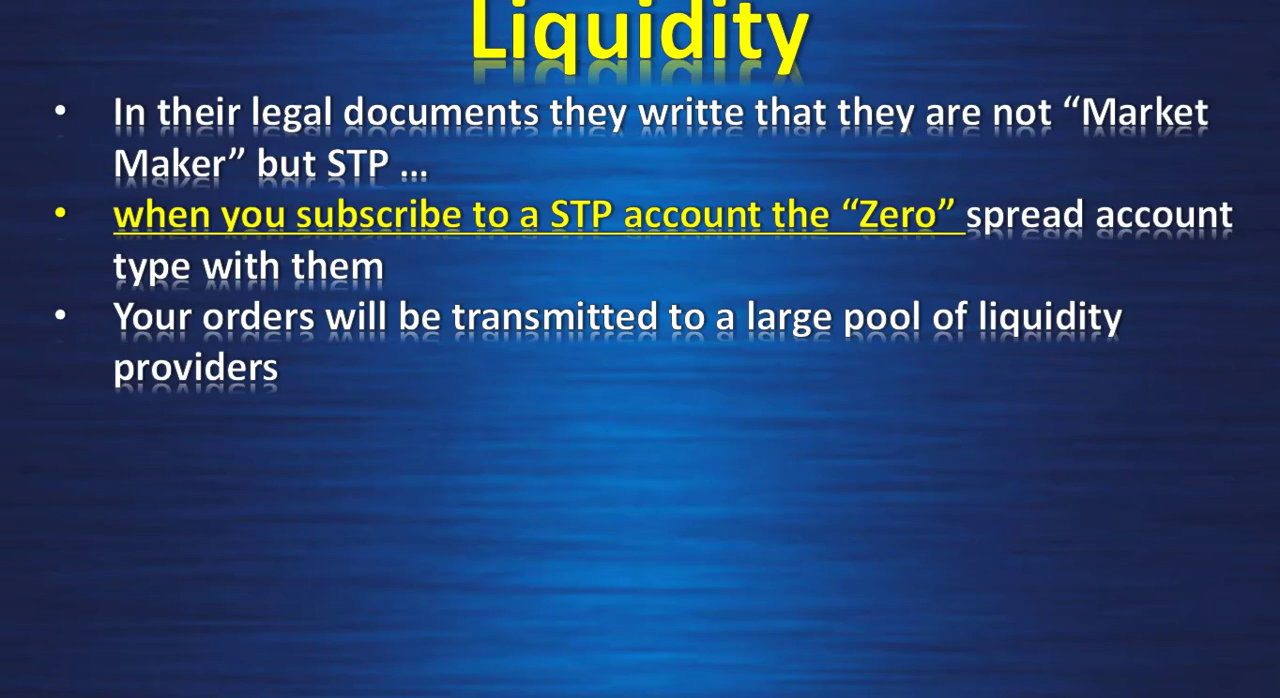 Liquidity
• In their legal documents they writte that they are not “Market
Maker” but STP ...
• when you subscribe to a STP account the “Zero” spread account
type with them
• Your orders will be transmitted to a large pool of liquidity
providers